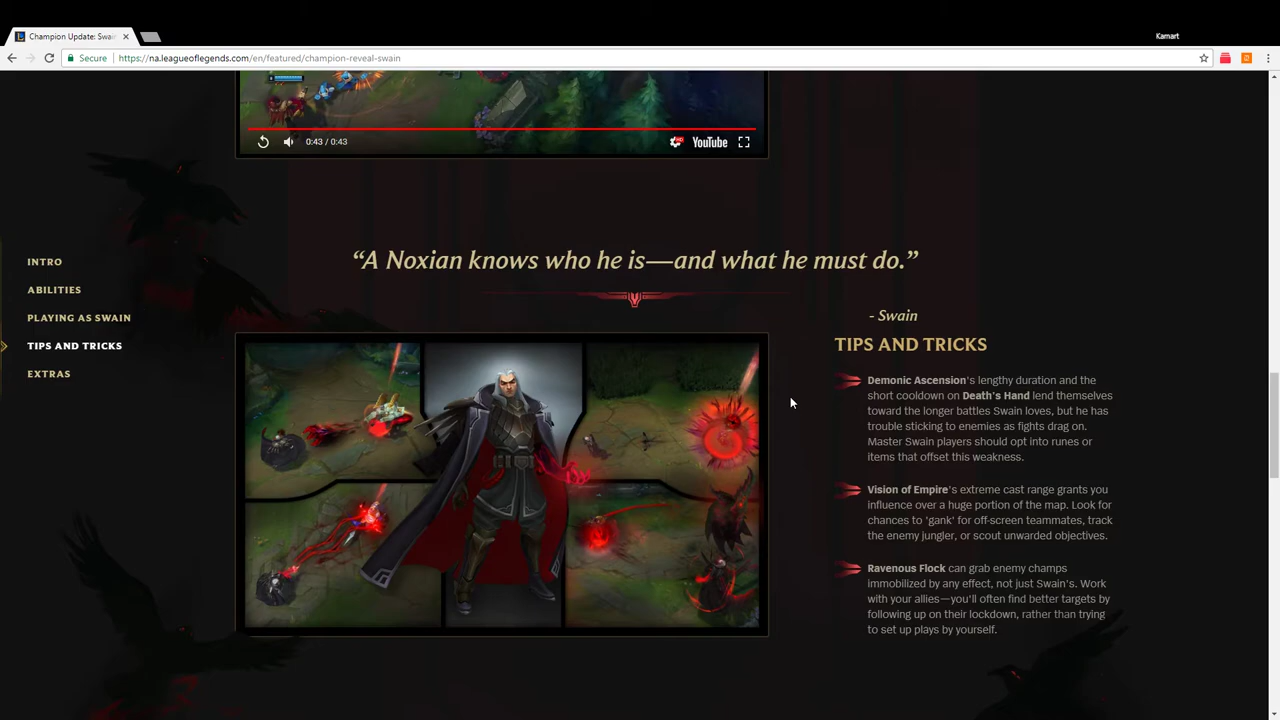 Champion Update: Swai
Kamart
Secure
https://na.leagueoflegends.com/en/featured/champion-reveal-swain
0:43 / 0:43
HD
YouTube
INTRO
ABILITIES
PLAYING AS SWAIN
TIPS AND TRICKS
EXTRAS
“A Noxian knows who he is—and what he must do.”
- Swain
TIPS AND TRICKS
Demonic Ascension's lengthy duration and the
short cooldown on Death's Hand lend themselves
toward the longer battles Swain loves, but he has
trouble sticking to enemies as fights drag on.
Master Swain players should opt into runes or
items that offset this weakness.
Vision of Empire's extreme cast range grants you
influence over a huge portion of the map. Look for
chances to 'gank' for off-screen teammates, track
the enemy jungler, or scout unwarded objectives.
Ravenous Flock can grab enemy champs
immobilized by any effect, not just Swain's. Work
with your allies—you'll often find better targets by
following up on their lockdown, rather than trying
to set up plays by yourself.